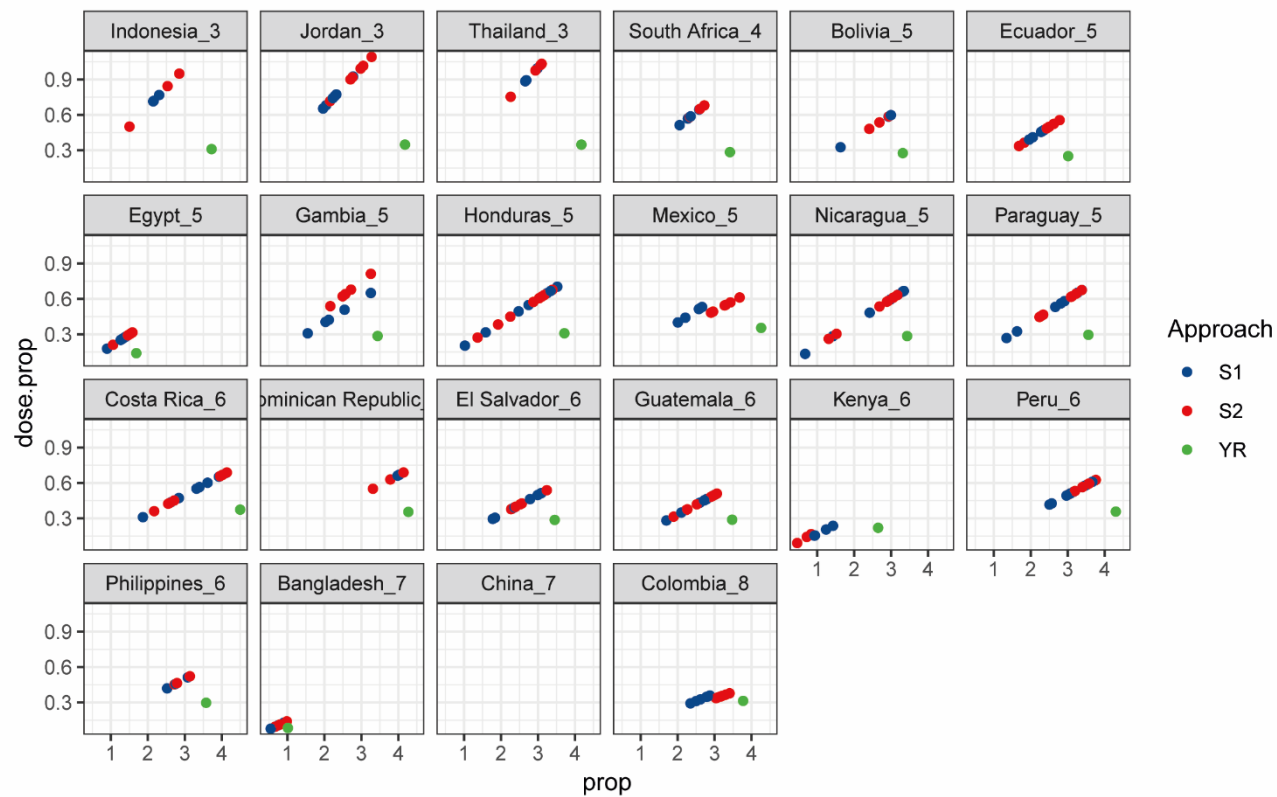 Indonesia_3 Jordan_3 Thailand_3 South Africa_4 Bolivia_5 Ecuador_5
0.9
0.6
0.3
Egypt_5 Gambia_5 Honduras_5 Mexico_5 Nicaragua_5 Paraguay_5
0.9
0.6
0.3
Costa Rica_6 ominican Republic_ El Salvador_6 Guatemala_6 Kenya_6 Peru_6
0.9
0.6
0.3
1 2 3 4 1 2 3 4
Philippines_6 Bangladesh_7 China_7 Colombia_8
0.9
0.6
0.3
1 2 3 4 1 2 3 4 1 2 3 4 1 2 3 4
prop
dose.prop
Approach
S1
S2
YR